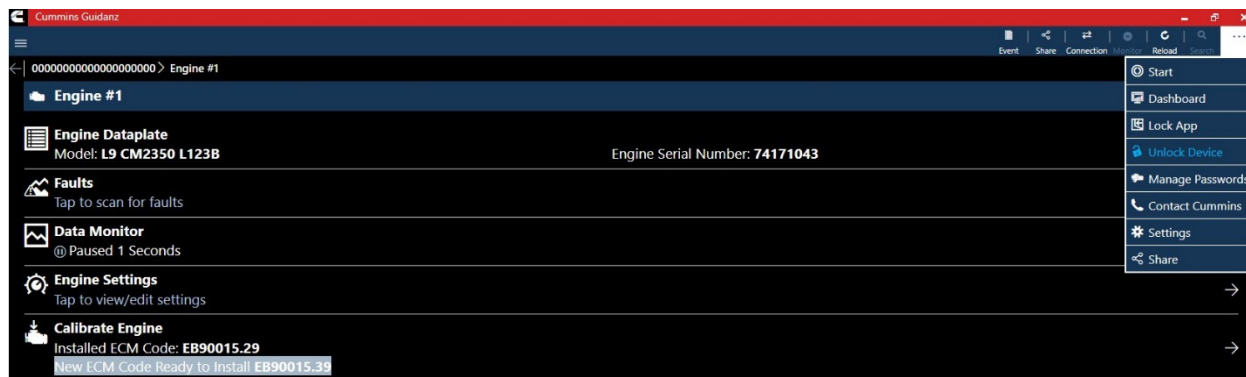 Cummins Guidanz
Event Share Connection Monitor Reload Search ...
00000000000000000000 > Engine #1
Engine #1
Engine Dataplate
Model: L9 CM2350 L123B Engine Serial Number: 74171043
Faults
Tap to scan for faults
Data Monitor
Paused 1 Seconds
Engine Settings
Tap to view/edit settings
Calibrate Engine
Installed ECM Code: EB90015.29
New ECM Code Ready to Install EB90015.39
Start
Dashboard
Lock App
Unlock Device
Manage Passwords
Contact Cummins
Settings
Share